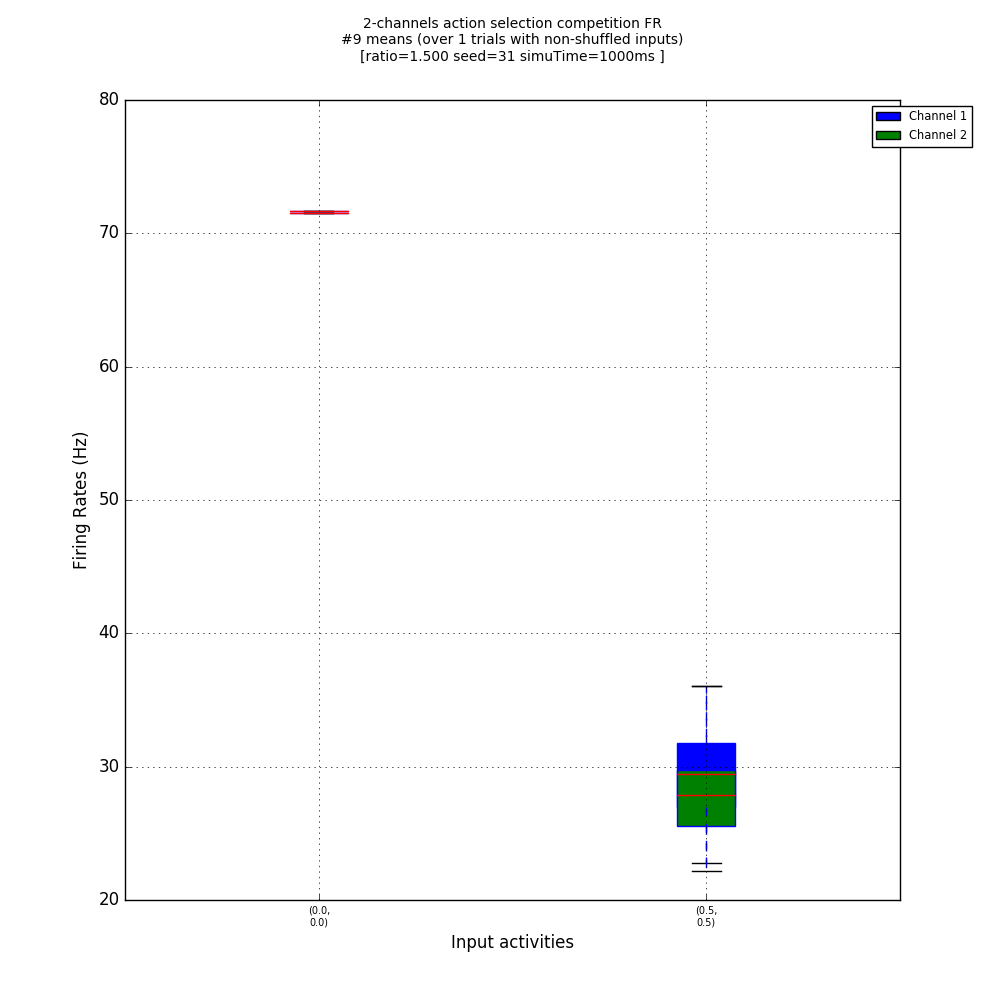 2-channels action selection competition FR
#9 means (over 1 trials with non-shuffled inputs)
[ratio=1.500 seed=31 simuTime=1000ms ]
Channel 1
Channel 2
80
70
60
50
40
30
20
Firing Rates (Hz)
(0.0,
0.0)
(0.5,
0.5)
Input activities